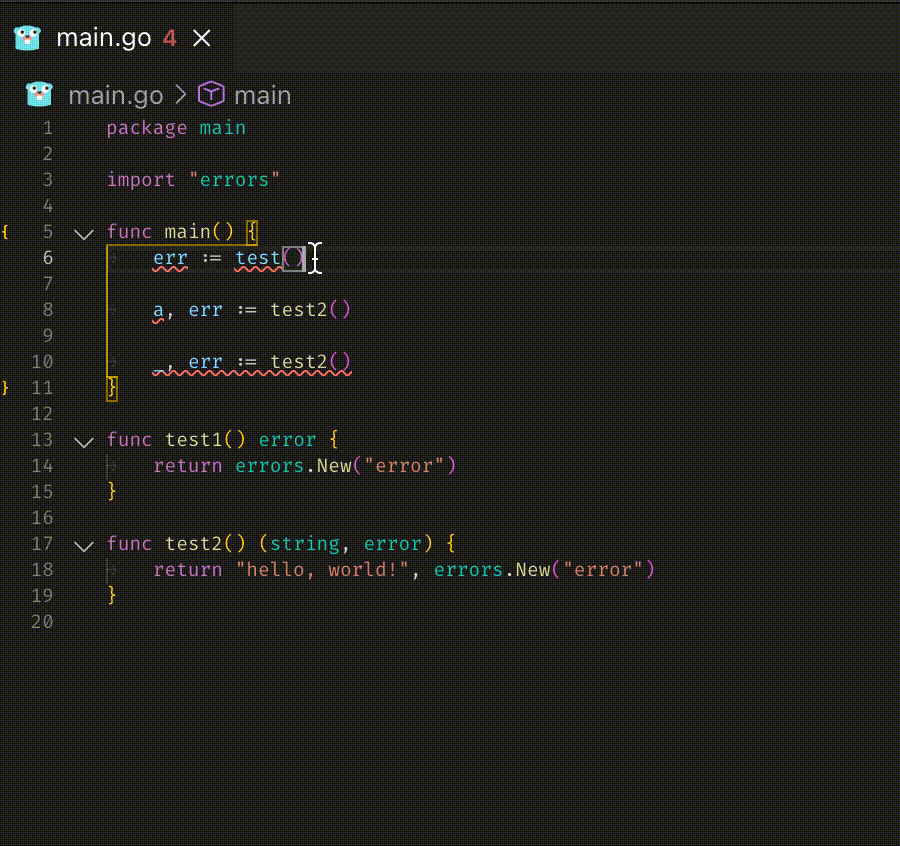 main.go 4
main.go > main
1 package main
2
3 import "errors"
4
{ 5 func main() {
6 err := test()
7
8 a, err := test2()
9
10 _, err := test2()
} 11 }
12
13 func test1() error {
14 return errors.New("error")
15 }
16
17 func test2() (string, error) {
18 return "hello, world!", errors.New("error")
19 }
20